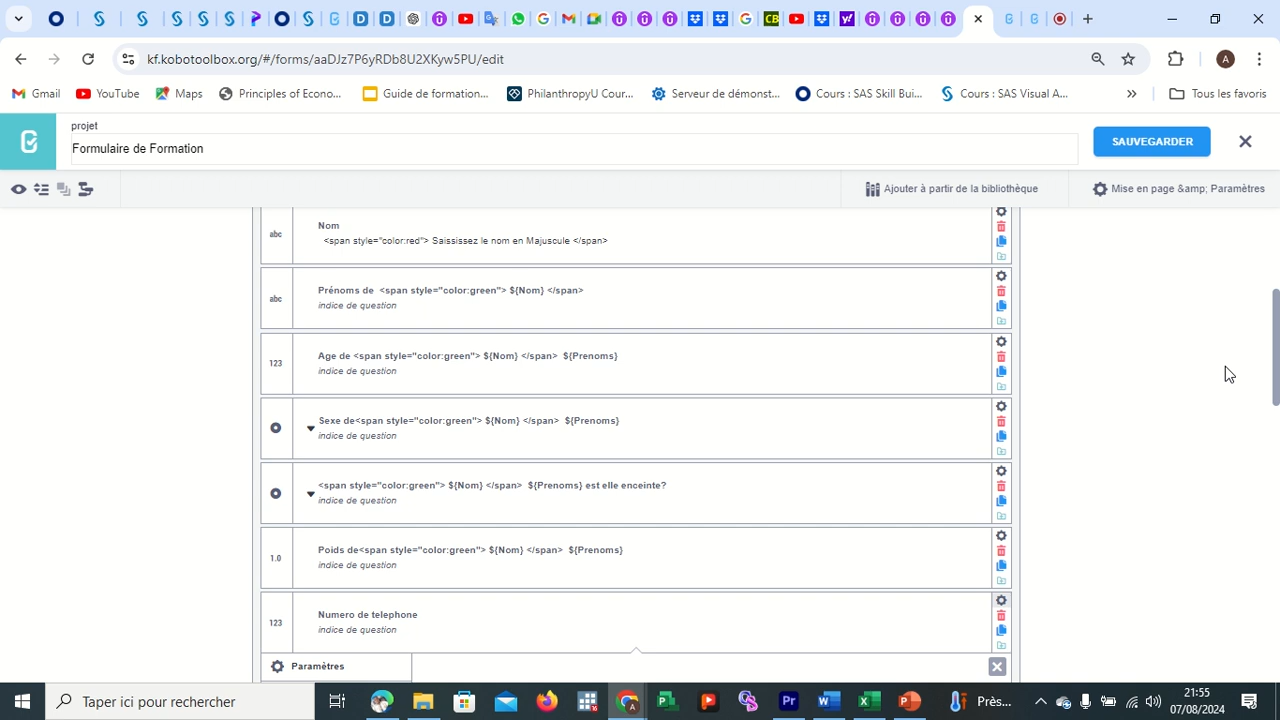 kf.kobotoolbox.org/#/forms/aaDJz7P6yRDb8U2XKyw5PU/edit
A
Gmail
YouTube
Maps
Principles of Econo...
Guide de formation...
PhilanthropyU Cour...
Serveur de démonst...
Cours : SAS Skill Bui...
Cours : SAS Visual A...
Tous les favoris
projet
Formulaire de Formation
SAUVEGARDER
Ajouter à partir de la bibliothèque
Mise en page &amp; Paramètres
abc
Nom
<span style="color:red"> Saississez le nom en Majuscule </span>
abc
Prénoms de <span style="color:green"> ${Nom} </span>
indice de question
123
Age de <span style="color:green"> ${Nom} </span> ${Prenoms}
indice de question
Sexe de<span style="color:green"> ${Nom} </span> ${Prenoms}
indice de question
<span style="color:green"> ${Nom} </span> ${Prenoms} est elle enceinte?
indice de question
1.0
Poids de<span style="color:green"> ${Nom} </span> ${Prenoms}
indice de question
123
Numero de telephone
indice de question
Paramètres
Taper ici pour rechercher
Près...
21:55
07/08/2024